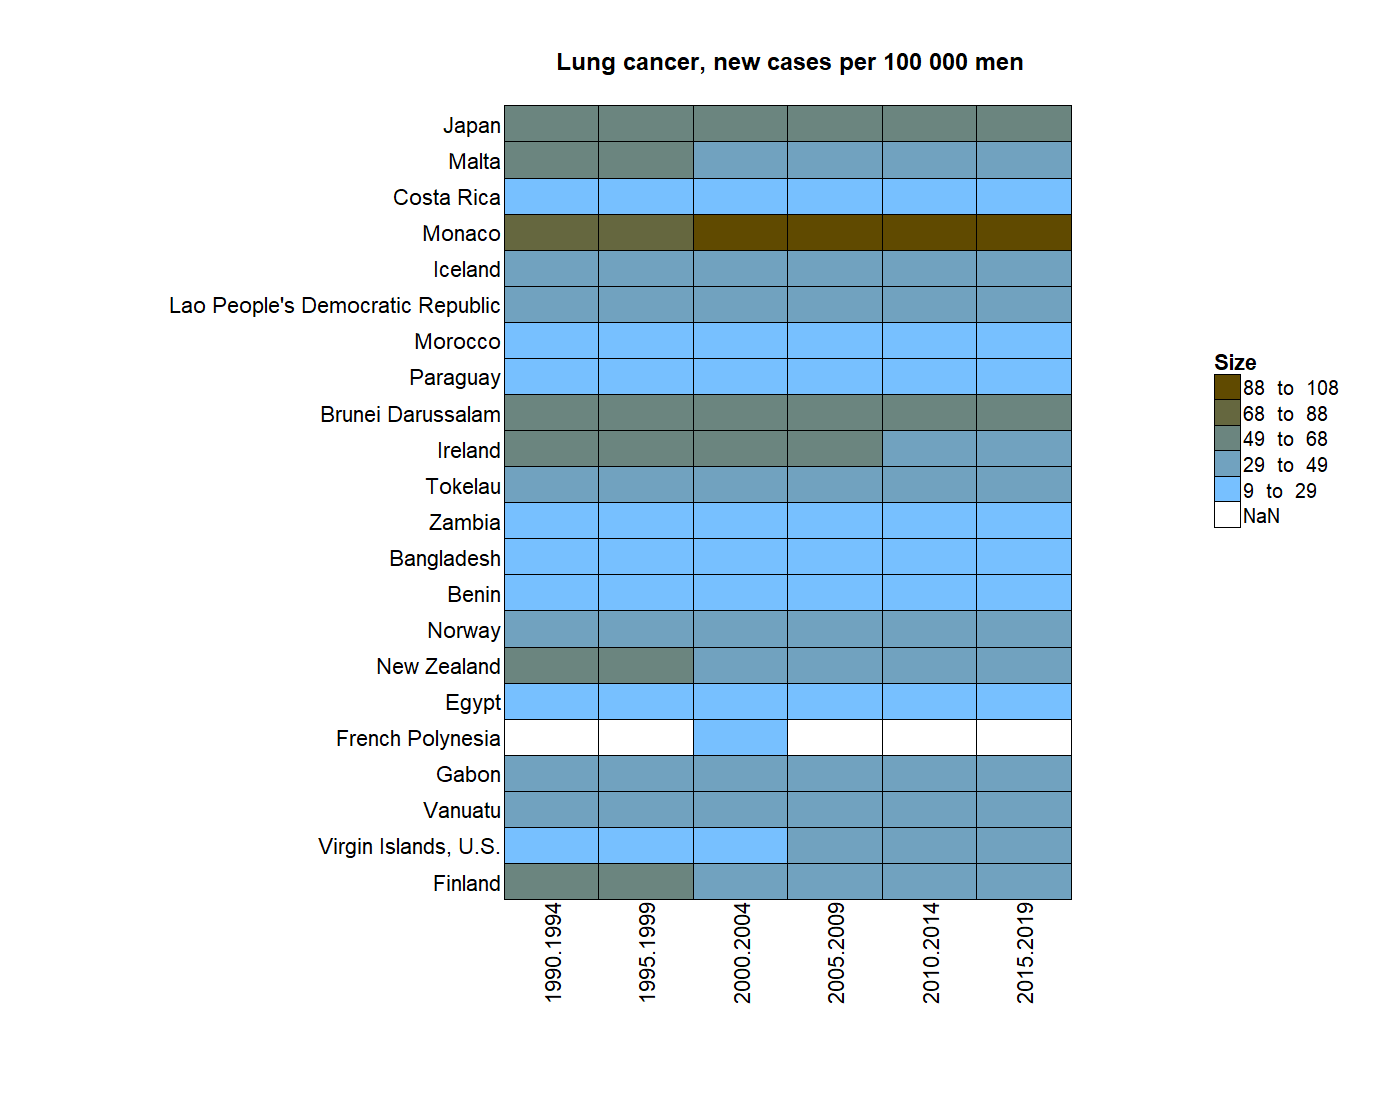 Lung cancer, new cases per 100 000 men
Japan
Malta
Costa Rica
Monaco
Iceland
Lao People's Democratic Republic
Morocco
Paraguay
Brunei Darussalam
Ireland
Tokelau
Zambia
Bangladesh
Benin
Norway
New Zealand
Egypt
French Polynesia
Gabon
Vanuatu
Virgin Islands, U.S.
Finland
1990.1994
1995.1999
2000.2004
2005.2009
2010.2014
2015.2019
Size
88 to 108
68 to 88
49 to 68
29 to 49
9 to 29
NaN